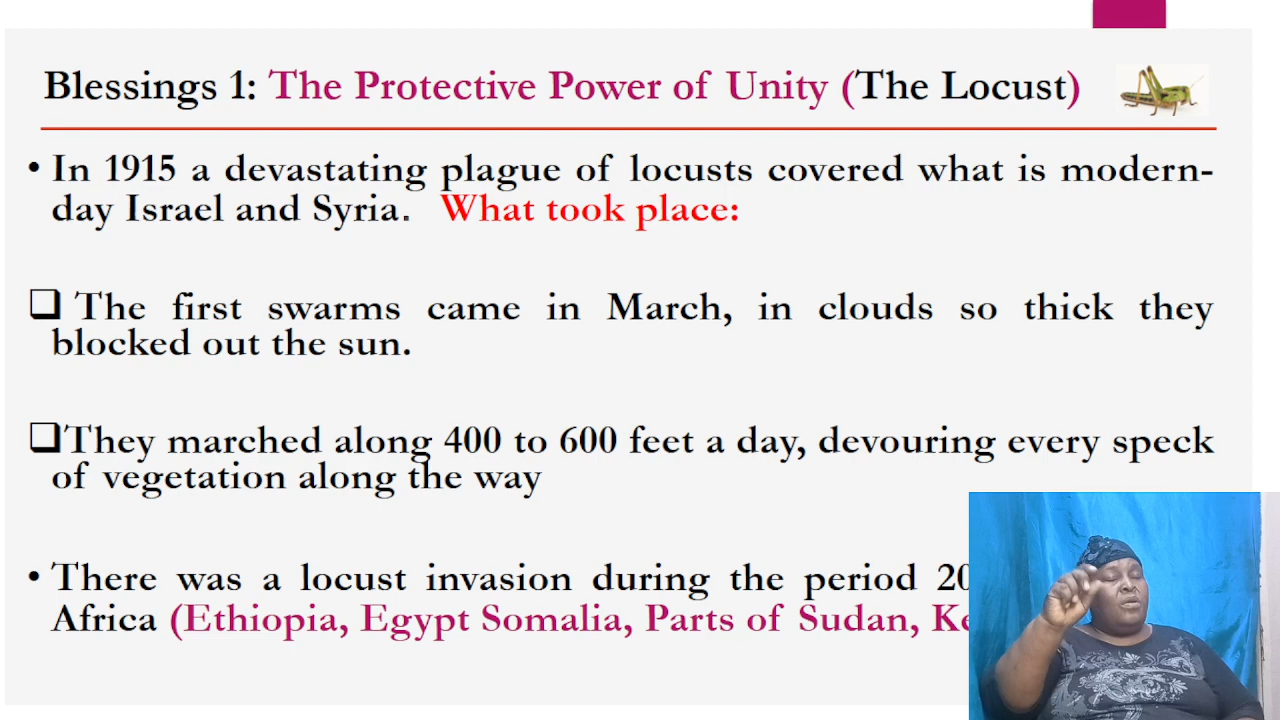 Blessings 1: The Protective Power of Unity (The Locust)
• In 1915 a devastating plague of locusts covered what is modern-
day Israel and Syria. What took place:
❑ The first swarms came in March, in clouds so thick they
blocked out the sun.
❑They marched along 400 to 600 feet a day, devouring every speck
of vegetation along the way
• There was a locust invasion during the period
Africa (Ethiopia, Egypt Somalia, Parts of Sudan,